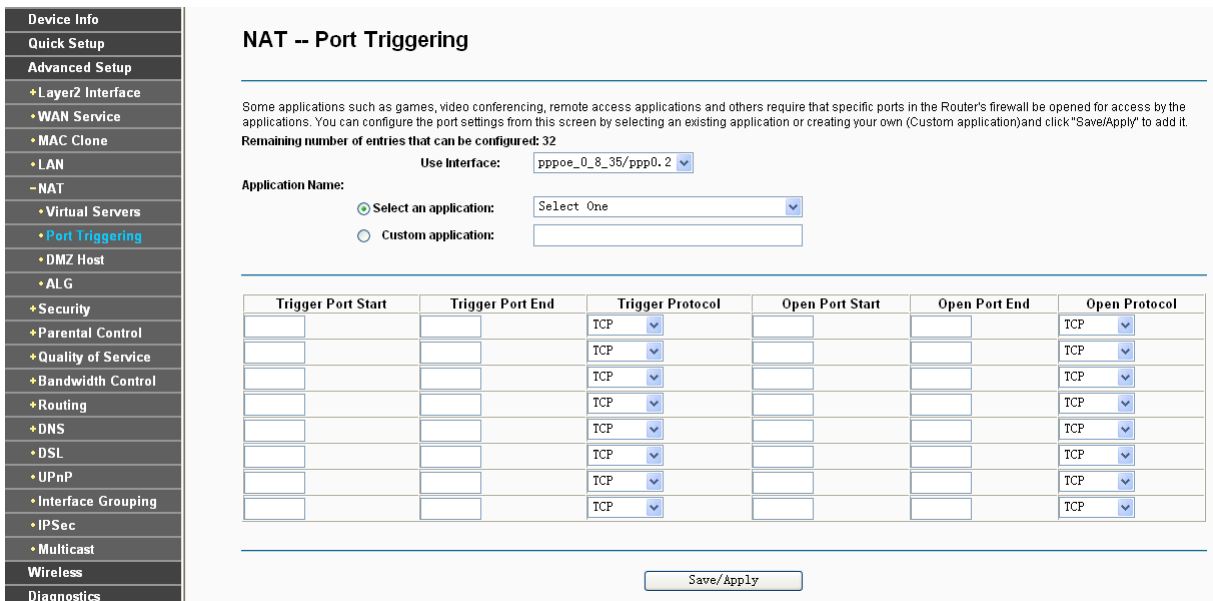 Device Info
Quick Setup
Advanced Setup
+Layer2 Interface
•WAN Service
•MAC Clone
•LAN
-NAT
•Virtual Servers
•Port Triggering
•DMZ Host
•ALG
+Security
+Parental Control
+Quality of Service
+Bandwidth Control
+Routing
+DNS
•DSL
•UPnP
•Interface Grouping
•IPSec
•Multicast
Wireless
Diagnostics
NAT -- Port Triggering
Some applications such as games, video conferencing, remote access applications and others require that specific ports in the Router's firewall be opened for access by the
applications. You can configure the port settings from this screen by selecting an existing application or creating your own (Custom application)and click "Save/Apply" to add it.
Remaining number of entries that can be configured: 32
Use Interface: pppoe_0_8_35/ppp0.2
Application Name:
Select an application: Select One
Custom application:
Trigger Port Start Trigger Port End Trigger Protocol Open Port Start Open Port End Open Protocol
TCP TCP
TCP TCP
TCP TCP
TCP TCP
TCP TCP
TCP TCP
TCP TCP
TCP TCP
Save/Apply